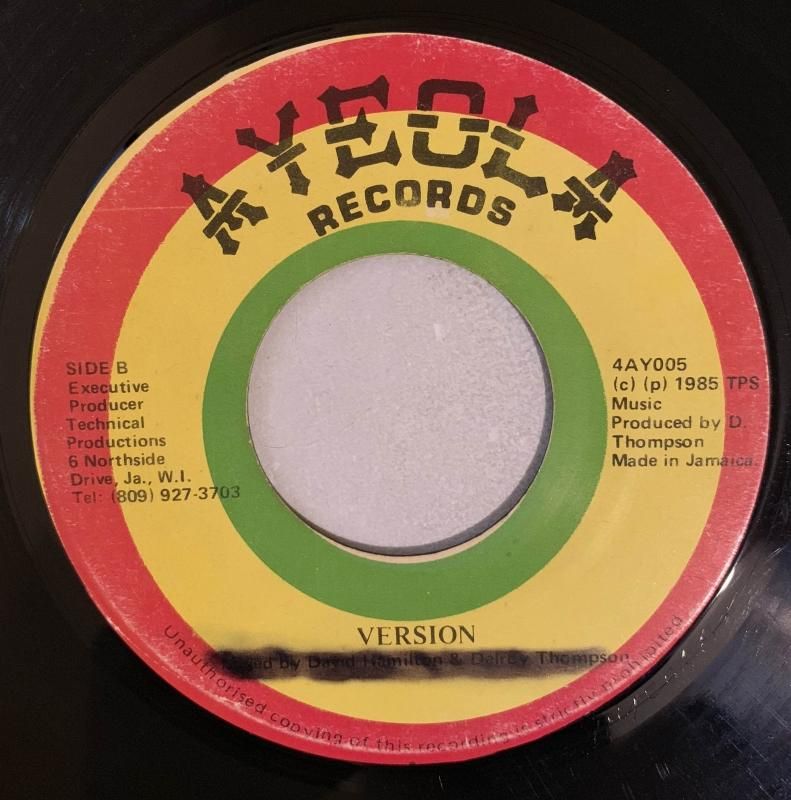 AYEOLA
RECORDS
SIDE B
Executive
Producer
Technical
Productions
6 Northside
Drive, Ja., W.I.
Tel: (809) 927-3703
4AY005
(c) (p) 1985 TPS
Music
Produced by D.
Thompson
Made in Jamaica.
VERSION
by David Hamilton & Delroy Thompson
Unauthorised copying of this recording is strictly prohibited